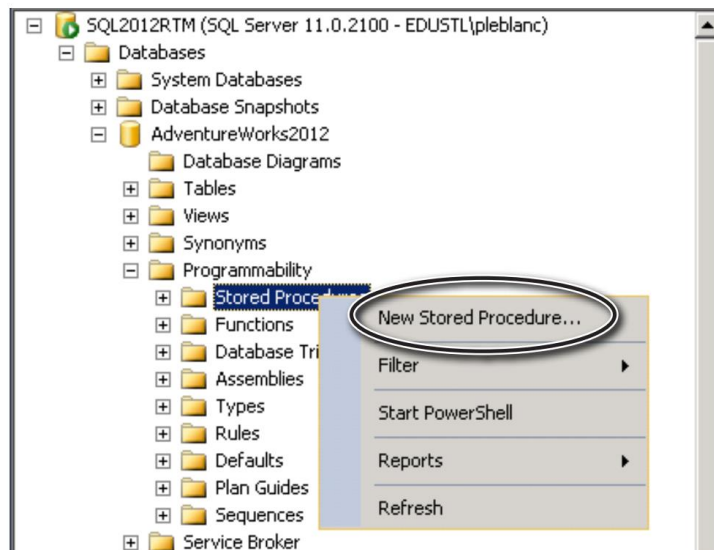 SQL2012RTM (SQL Server 11.0.2100 - EDUSTL\pleblanc)
Databases
System Databases
Database Snapshots
AdventureWorks2012
Database Diagrams
Tables
Views
Synonyms
Programmability
Stored
Functions
Database
Assemblies
Types
Rules
Defaults
Plan Guides
Sequences
Service Broker
New Stored Procedure...
Filter
Start PowerShell
Reports
Refresh